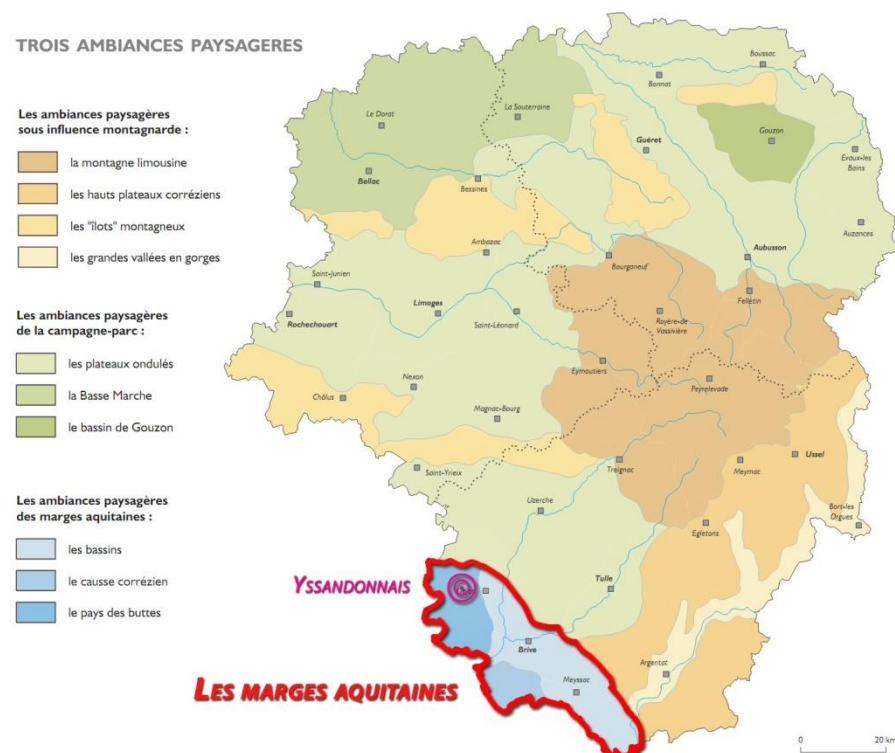 TROIS AMBIANCES PAYSAGERES
Les ambiances paysagères
sous influence montagnarde :
la montagne limousine
les hauts plateaux corréziens
les "îlots" montagneux
les grandes vallées en gorges
Les ambiances paysagères
de la campagne-parc :
les plateaux ondulés
la Basse Marche
le bassin de Gouzon
Les ambiances paysagères
des marges aquitaines :
les bassins
le causse corrézien
le pays des buttes
Boussac
Bonnat
La Souterraine
Le Dorat
Guéret
Gouzon
Evaux-les
Bains
Bellac
Bessines
Auzances
Ambazac
Bourganeuf
Aubusson
Saint-Junien
Felletin
Limoges
Saint-Léonard
Royère-de
Vassivière
Rochechouart
Eymoutiers
Peyrelevade
Nexon
Châlus
Magnac-Bourg
Ussel
Treignac
Meymac
Saint-Yrieix
Uzerche
Bort-les
Orgues
Egletons
YSSANDONNAIS
Tulle
Brive
Argentat
LES MARGES AQUITAINES
Meyssac
0 20 km